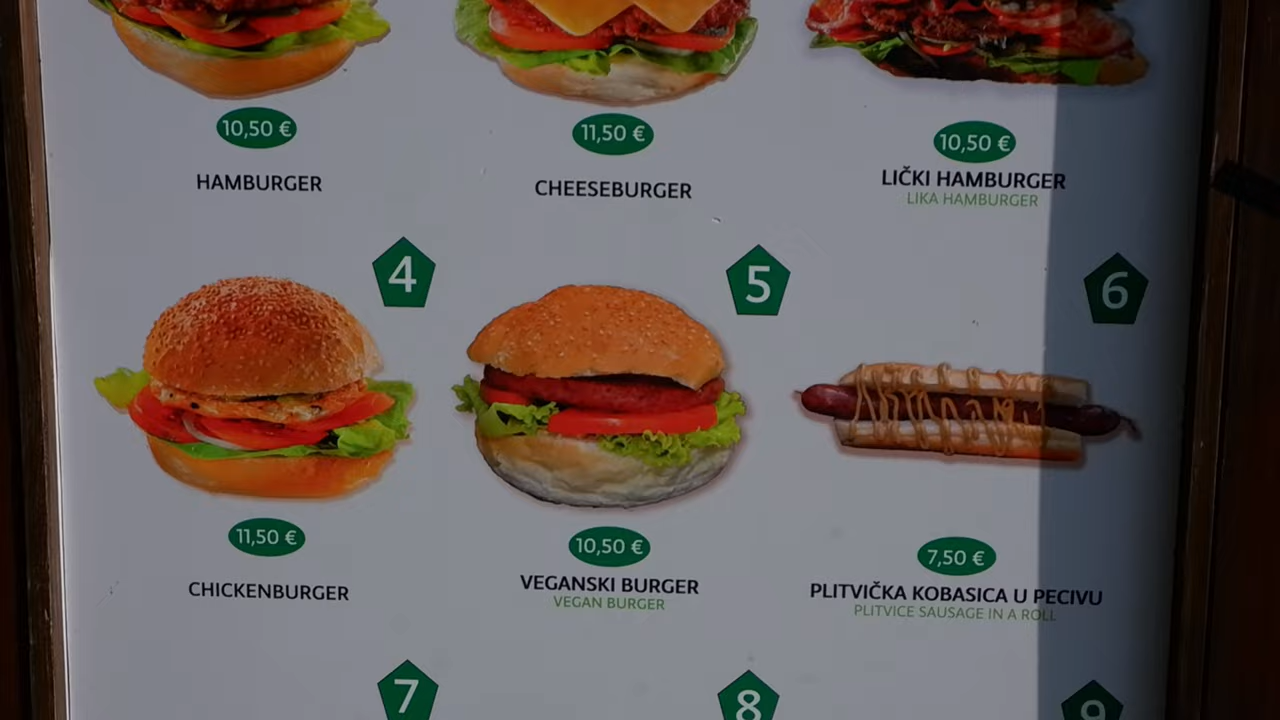 10,50 €
HAMBURGER
11,50 €
CHEESEBURGER
10,50 €
LIČKI HAMBURGER
LIKA HAMBURGER
4
11,50 €
CHICKENBURGER
5
10,50 €
VEGANSKI BURGER
VEGAN BURGER
6
7,50 €
PLITVIČKA KOBASICA U PECIVU
PLITVICE SAUSAGE IN A ROLL
7
8
9